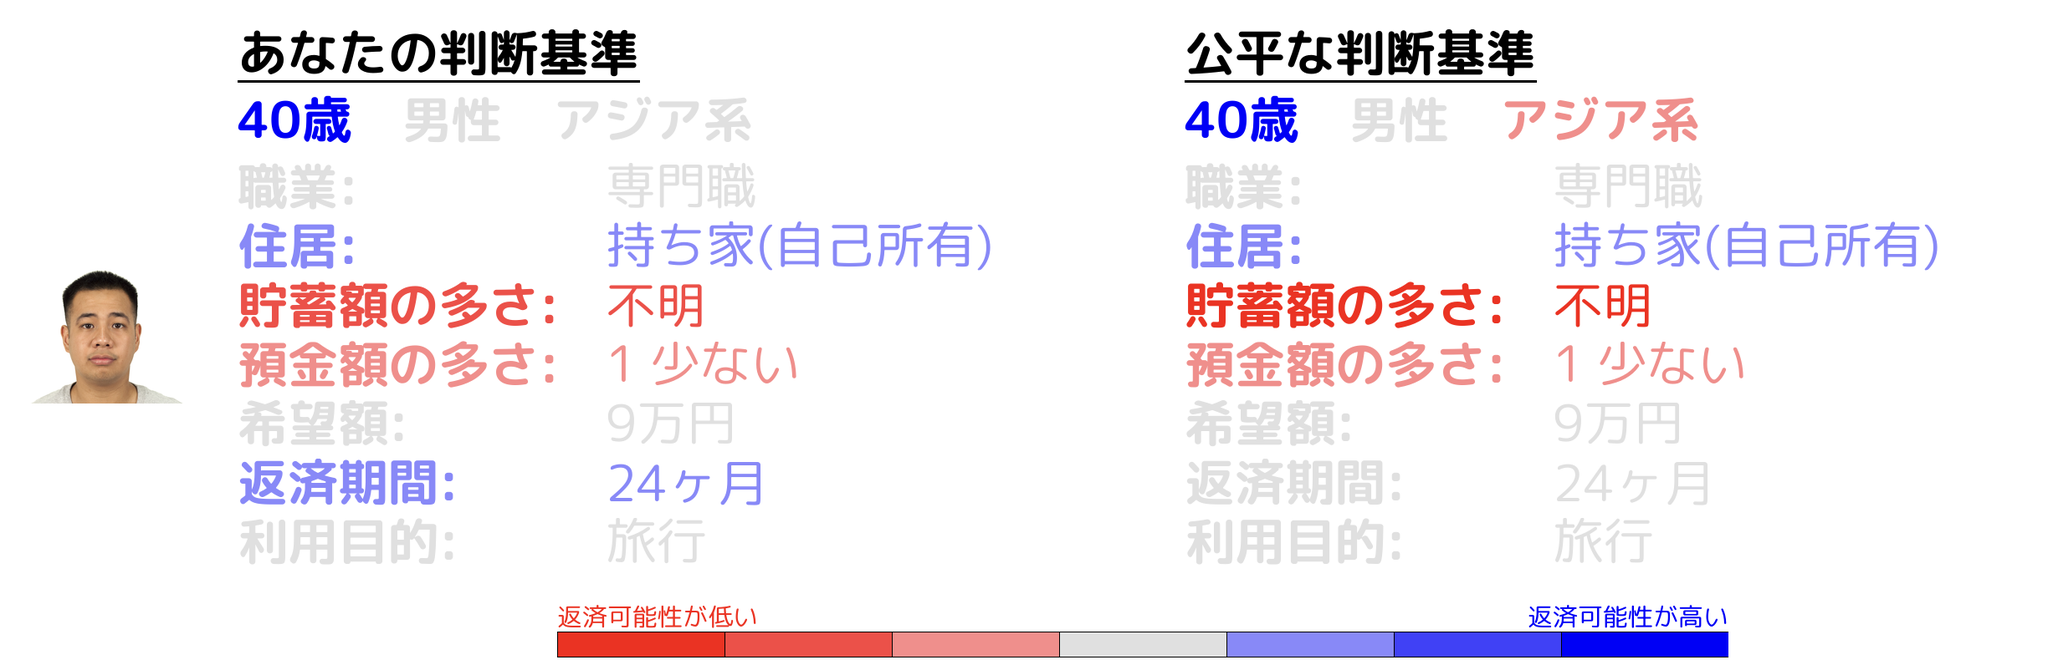 あなたの判断基準
40歳 男性 アジア系
職業: 専門職
住居: 持ち家(自己所有)
貯蓄額の多さ: 不明
預金額の多さ: 1 少ない
希望額: 9万円
返済期間: 24ヶ月
利用目的: 旅行
公平な判断基準
40歳 男性 アジア系
職業: 専門職
住居: 持ち家(自己所有)
貯蓄額の多さ: 不明
預金額の多さ: 1 少ない
希望額: 9万円
返済期間: 24ヶ月
利用目的: 旅行
返済可能性が低い
返済可能性が高い